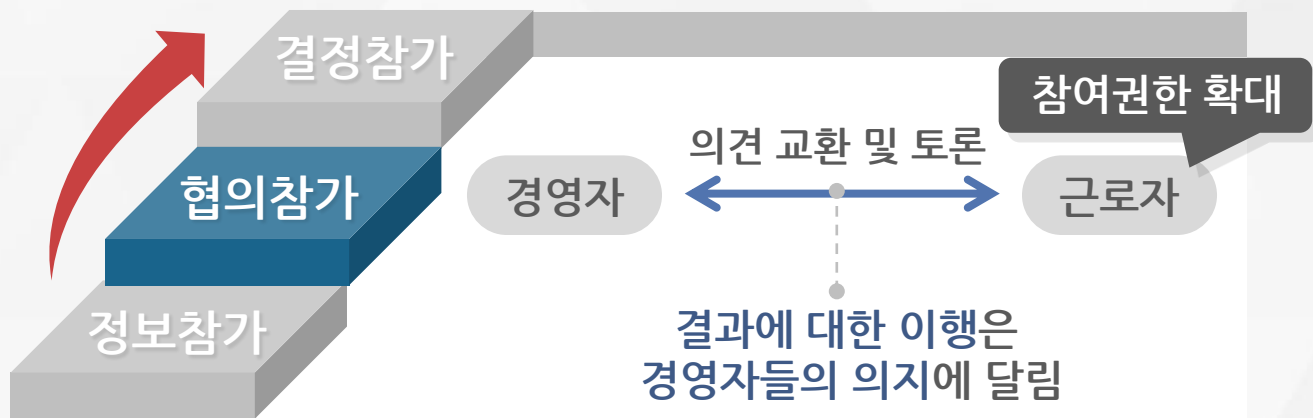 결정참가
참여권한 확대
의견 교환 및 토론
협의참가
경영자
근로자
정보참가
결과에 대한 이행은
경영자들의 의지에 달림